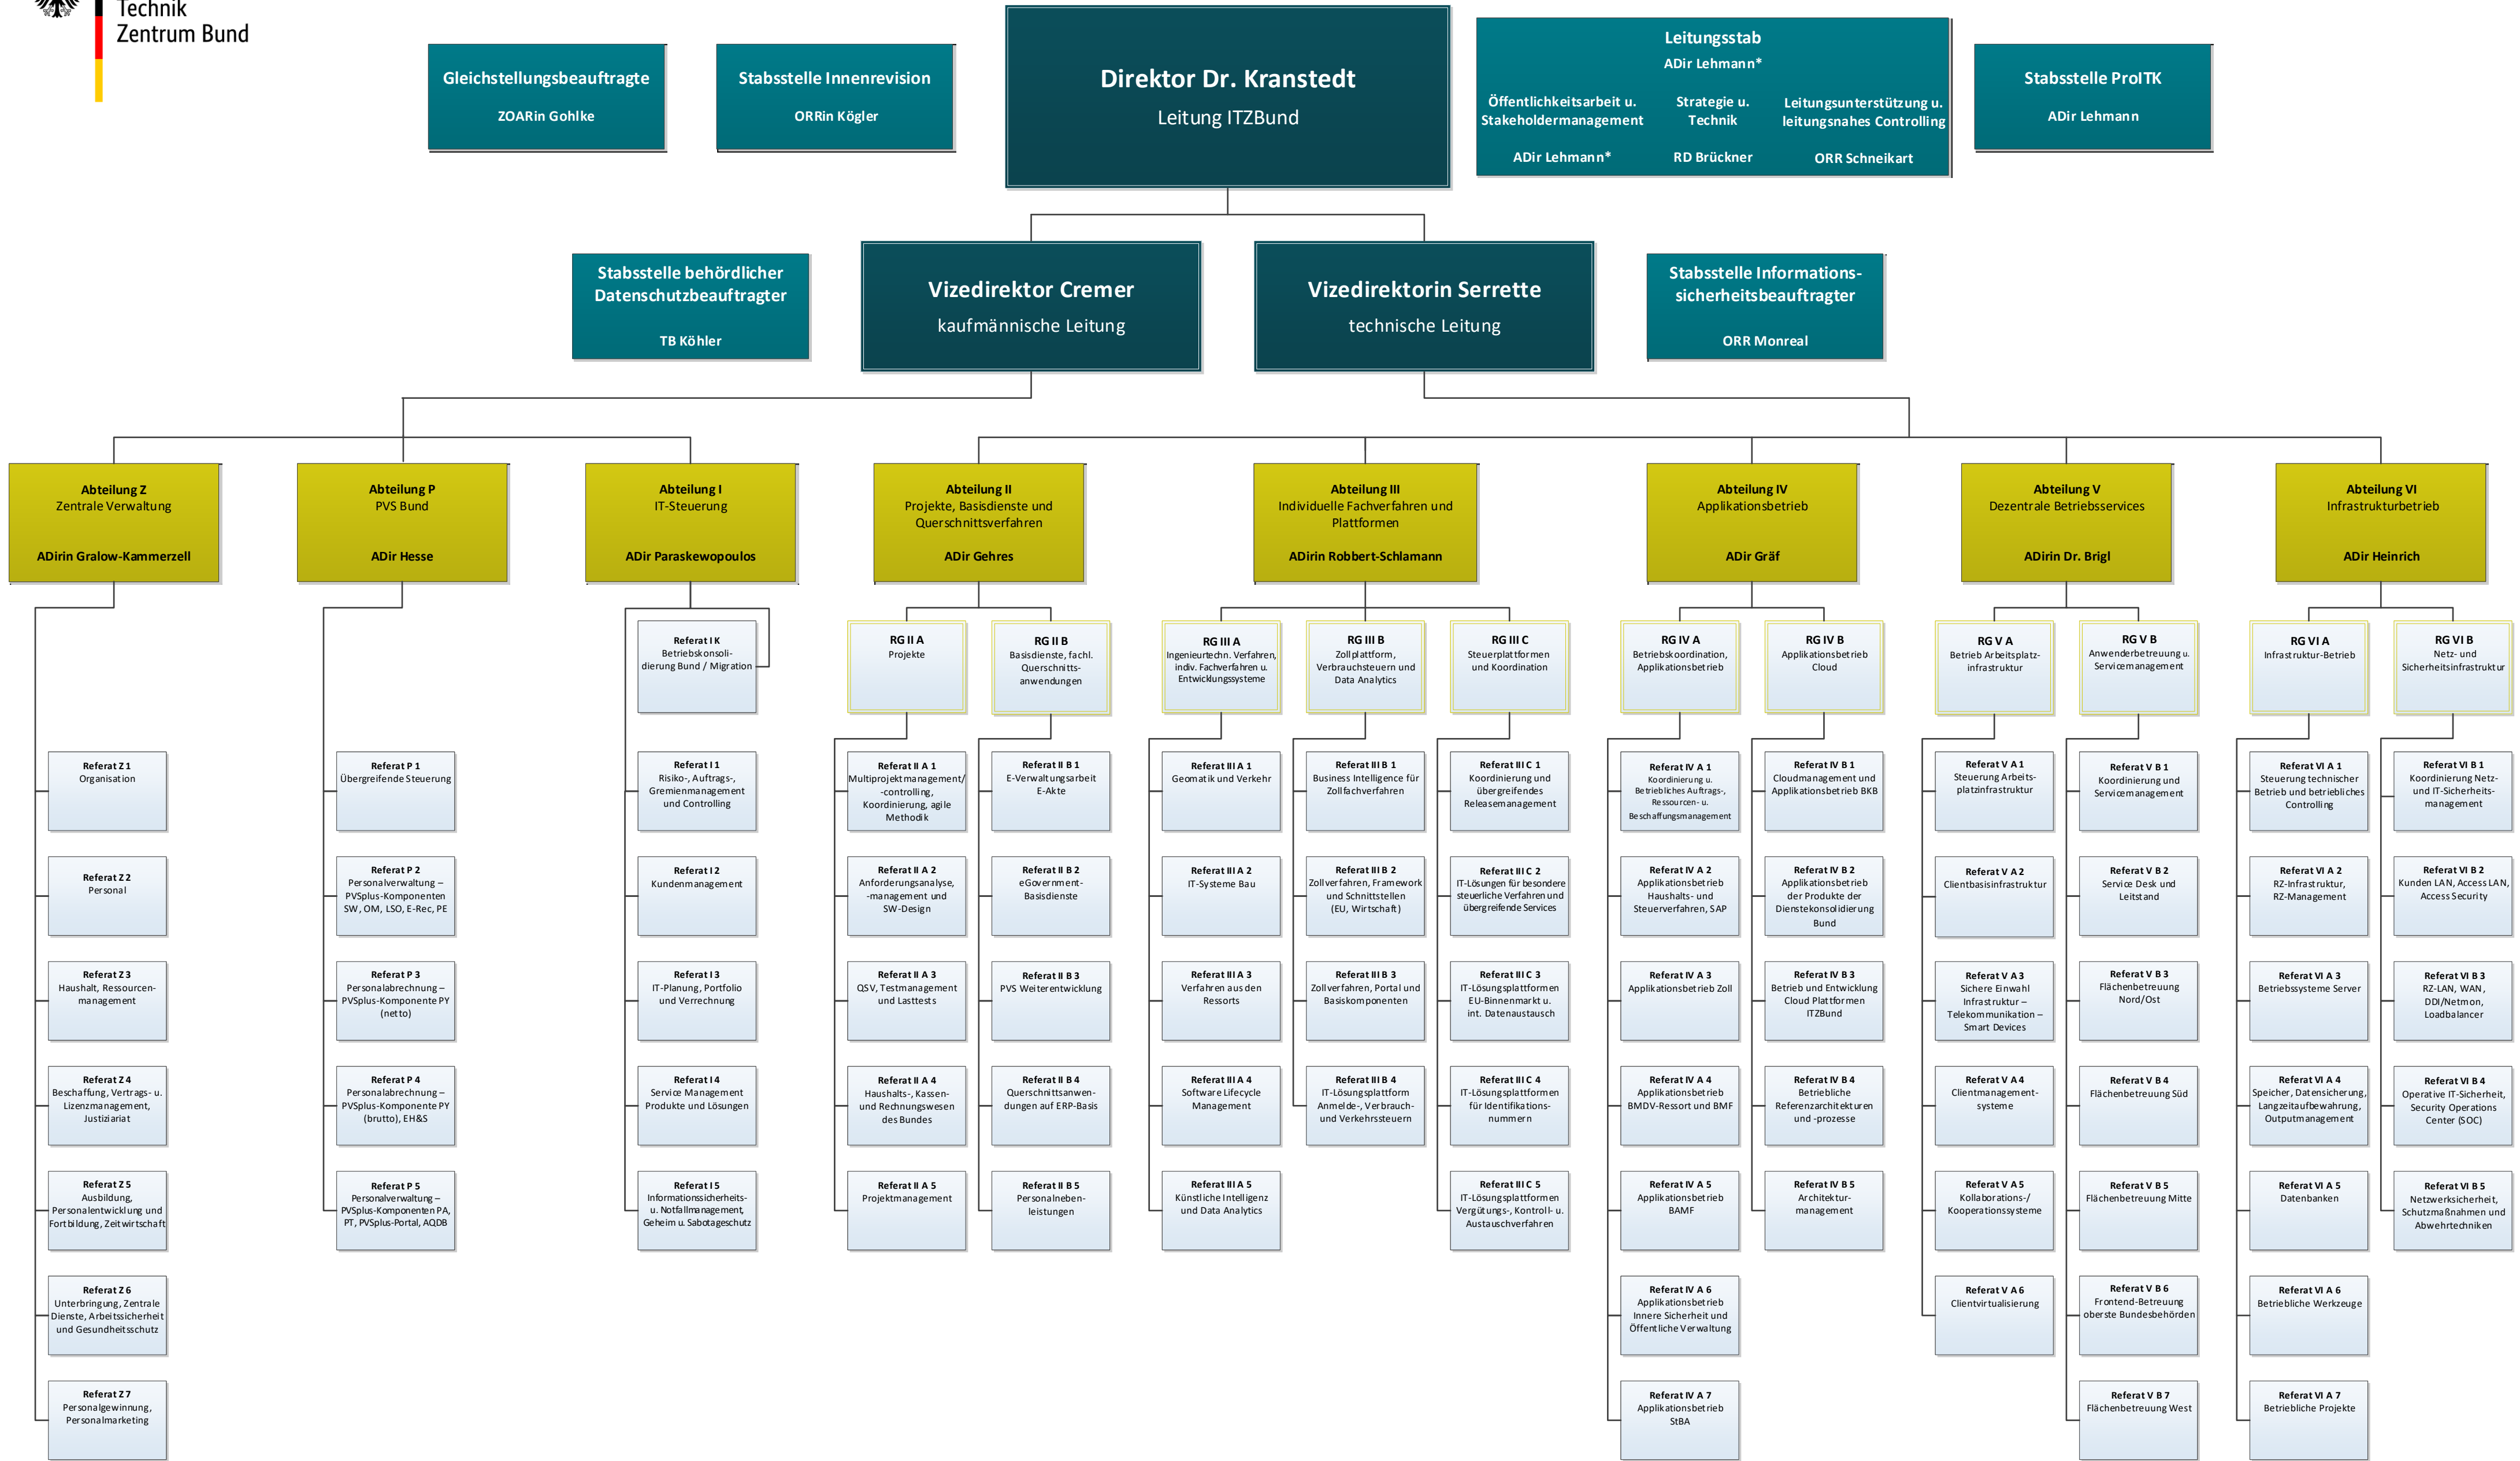 Technik
Zentrum Bund
Gleichstellungsbeauftragte
ZOARin Gohlke
Stabsstelle Innenrevision
ORRin Kögler
Direktor Dr. Kranstedt
Leitung ITZBund
Leitungsstab
ADir Lehmann*
Öffentlichkeitsarbeit u.
Stakeholdermanagement
ADir Lehmann*
Strategie u.
Technik
RD Brückner
Leitungsunterstützung u.
leitungsnahes Controlling
ORR Schneikart
Stabsstelle ProITK
ADir Lehmann
Stabsstelle behördlicher
Datenschutzbeauftragter
TB Köhler
Vizedirektor Cremer
kaufmännische Leitung
Vizedirektorin Serrette
technische Leitung
Stabsstelle Informations-
sicherheitsbeauftragter
ORR Monreal
Abteilung Z
Zentrale Verwaltung
ADirin Gralow-Kammerzell
Abteilung P
PVS Bund
ADir Hesse
Abteilung I
IT-Steuerung
ADir Paraskewopoulos
Abteilung II
Projekte, Basisdienste und
Querschnittsverfahren
ADir Gehres
Abteilung III
Individuelle Fachverfahren und
Plattformen
ADirin Robbert-Schlamann
Abteilung IV
Applikationsbetrieb
ADir Gräf
Abteilung V
Dezentrale Betriebsservices
ADirin Dr. Brigl
Abteilung VI
Infrastrukturbetrieb
ADir Heinrich
Referat I K
Betriebskonsoli-
dierung Bund / Migration
RG II A
Projekte
RG II B
Basisdienste, fachl.
Querschnitts-
anwendungen
RG III A
Ingenieurtechn. Verfahren,
indiv. Fachverfahren u.
Entwicklungssysteme
RG III B
Zollplattform,
Verbrauchsteuern und
Data Analytics
RG III C
Steuerplattformen
und Koordination
RG IV A
Betriebskoordination,
Applikationsbetrieb
RG IV B
Applikationsbetrieb
Cloud
RG V A
Betrieb Arbeitsplatz-
infrastruktur
RG V B
Anwenderbetreuung u.
Servicemanagement
RG VI A
Infrastruktur-Betrieb
RG VI B
Netz- und
Sicherheitsinfrastruktur
Referat Z 1
Organisation
Referat P 1
Übergreifende Steuerung
Referat I 1
Risiko-, Auftrags-,
Gremienmanagement
und Controlling
Referat II A 1
Multiprojektmanagement/
-controlling,
Koordinierung, agile
Methodik
Referat II B 1
E-Verwaltungsarbeit
E-Akte
Referat III A 1
Geomatik und Verkehr
Referat III B 1
Business Intelligence für
Zollfachverfahren
Referat III C 1
Koordinierung und
übergreifendes
Releasemanagement
Referat IV A 1
Koordinierung u.
Betriebliches Auftrags-,
Ressourcen- u.
Beschaffungsmanagement
Referat IV B 1
Cloudmanagement und
Applikationsbetrieb BKB
Referat V A 1
Steuerung Arbeits-
platzinfrastruktur
Referat V B 1
Koordinierung und
Servicemanagement
Referat VI A 1
Steuerung technischer
Betrieb und betriebliches
Controlling
Referat VI B 1
Koordinierung Netz-
und IT-Sicherheits-
management
Referat Z 2
Personal
Referat P 2
Personalverwaltung –
PVSplus-Komponenten
SW, OM, LSO, E-Rec, PE
Referat I 2
Kundenmanagement
Referat II A 2
Anforderungsanalyse,
-management und
SW-Design
Referat II B 2
eGovernment-
Basisdienste
Referat III A 2
IT-Systeme Bau
Referat III B 2
Zollverfahren, Framework
und Schnittstellen
(EU, Wirtschaft)
Referat III C 2
IT-Lösungen für besondere
steuerliche Verfahren und
übergreifende Services
Referat IV A 2
Applikationsbetrieb
Haushalts- und
Steuerverfahren, SAP
Referat IV B 2
Applikationsbetrieb
der Produkte der
Dienstekonsolidierung
Bund
Referat V A 2
Clientbasisinfrastruktur
Referat V B 2
Service Desk und
Leitstand
Referat VI A 2
RZ-Infrastruktur,
RZ-Management
Referat VI B 2
Kunden LAN, Access LAN,
Access Security
Referat Z 3
Haushalt, Ressourcen-
management
Referat P 3
Personalabrechnung –
PVSplus-Komponente PY
(netto)
Referat I 3
IT-Planung, Portfolio
und Verrechnung
Referat II A 3
QSV, Testmanagement
und Lasttests
Referat II B 3
PVS Weiterentwicklung
Referat III A 3
Verfahren aus den
Ressorts
Referat III B 3
Zollverfahren, Portal und
Basiskomponenten
Referat III C 3
IT-Lösungsplattformen
EU-Binnenmarkt u.
int. Datenaustausch
Referat IV A 3
Applikationsbetrieb Zoll
Referat IV B 3
Betrieb und Entwicklung
Cloud Plattformen
ITZBund
Referat V A 3
Sichere Einwahl
Infrastruktur –
Telekommunikation –
Smart Devices
Referat V B 3
Flächenbetreuung
Nord/Ost
Referat VI A 3
Betriebssysteme Server
Referat VI B 3
RZ-LAN, WAN,
DDI/Netmon,
Loadbalancer
Referat Z 4
Beschaffung, Vertrags- u.
Lizenzmanagement,
Justiziariat
Referat P 4
Personalabrechnung –
PVSplus-Komponente PY
(brutto), EH&S
Referat I 4
Service Management
Produkte und Lösungen
Referat II A 4
Haushalts-, Kassen-
und Rechnungswesen
des Bundes
Referat II B 4
Querschnittsanwen-
dungen auf ERP-Basis
Referat III A 4
Software Lifecycle
Management
Referat III B 4
IT-Lösungsplattform
Anmelde-, Verbrauch-
und Verkehrssteuern
Referat III C 4
IT-Lösungsplattformen
für Identifikations-
nummern
Referat IV A 4
Applikationsbetrieb
BMDV-Ressort und BMF
Referat IV B 4
Betriebliche
Referenzarchitekturen
und -prozesse
Referat V A 4
Clientmanagement-
systeme
Referat V B 4
Flächenbetreuung Süd
Referat VI A 4
Speicher, Datensicherung,
Langzeitaufbewahrung,
Outputmanagement
Referat VI B 4
Operative IT-Sicherheit,
Security Operations
Center (SOC)
Referat Z 5
Ausbildung,
Personalentwicklung und
Fortbildung, Zeitwirtschaft
Referat P 5
Personalverwaltung –
PVSplus-Komponenten PA,
PT, PVSplus-Portal, AQDB
Referat I 5
Informationssicherheits-
u. Notfallmanagement,
Geheim u. Sabotageschutz
Referat II A 5
Projektmanagement
Referat II B 5
Personalneben-
leistungen
Referat III A 5
Künstliche Intelligenz
und Data Analytics
Referat III C 5
IT-Lösungsplattformen
Vergütungs-, Kontroll- u.
Austauschverfahren
Referat IV A 5
Applikationsbetrieb
BAMF
Referat IV B 5
Architektur-
management
Referat V A 5
Kollaborations-/
Kooperationssysteme
Referat V B 5
Flächenbetreuung Mitte
Referat VI A 5
Datenbanken
Referat VI B 5
Netzwerksicherheit,
Schutzmaßnahmen und
Abwehrtechniken
Referat Z 6
Unterbringung, Zentrale
Dienste, Arbeitssicherheit
und Gesundheitsschutz
Referat IV A 6
Applikationsbetrieb
Innere Sicherheit und
Öffentliche Verwaltung
Referat V A 6
Clientvirtualisierung
Referat V B 6
Frontend-Betreuung
oberste Bundesbehörden
Referat VI A 6
Betriebliche Werkzeuge
Referat Z 7
Personalgewinnung,
Personalmarketing
Referat IV A 7
Applikationsbetrieb
StBA
Referat V B 7
Flächenbetreuung West
Referat VI A 7
Betriebliche Projekte